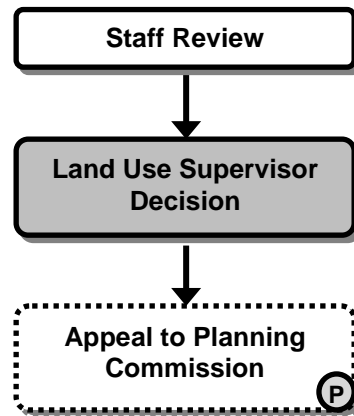 Staff Review
Land Use Supervisor
Decision
Appeal to Planning
Commission
P